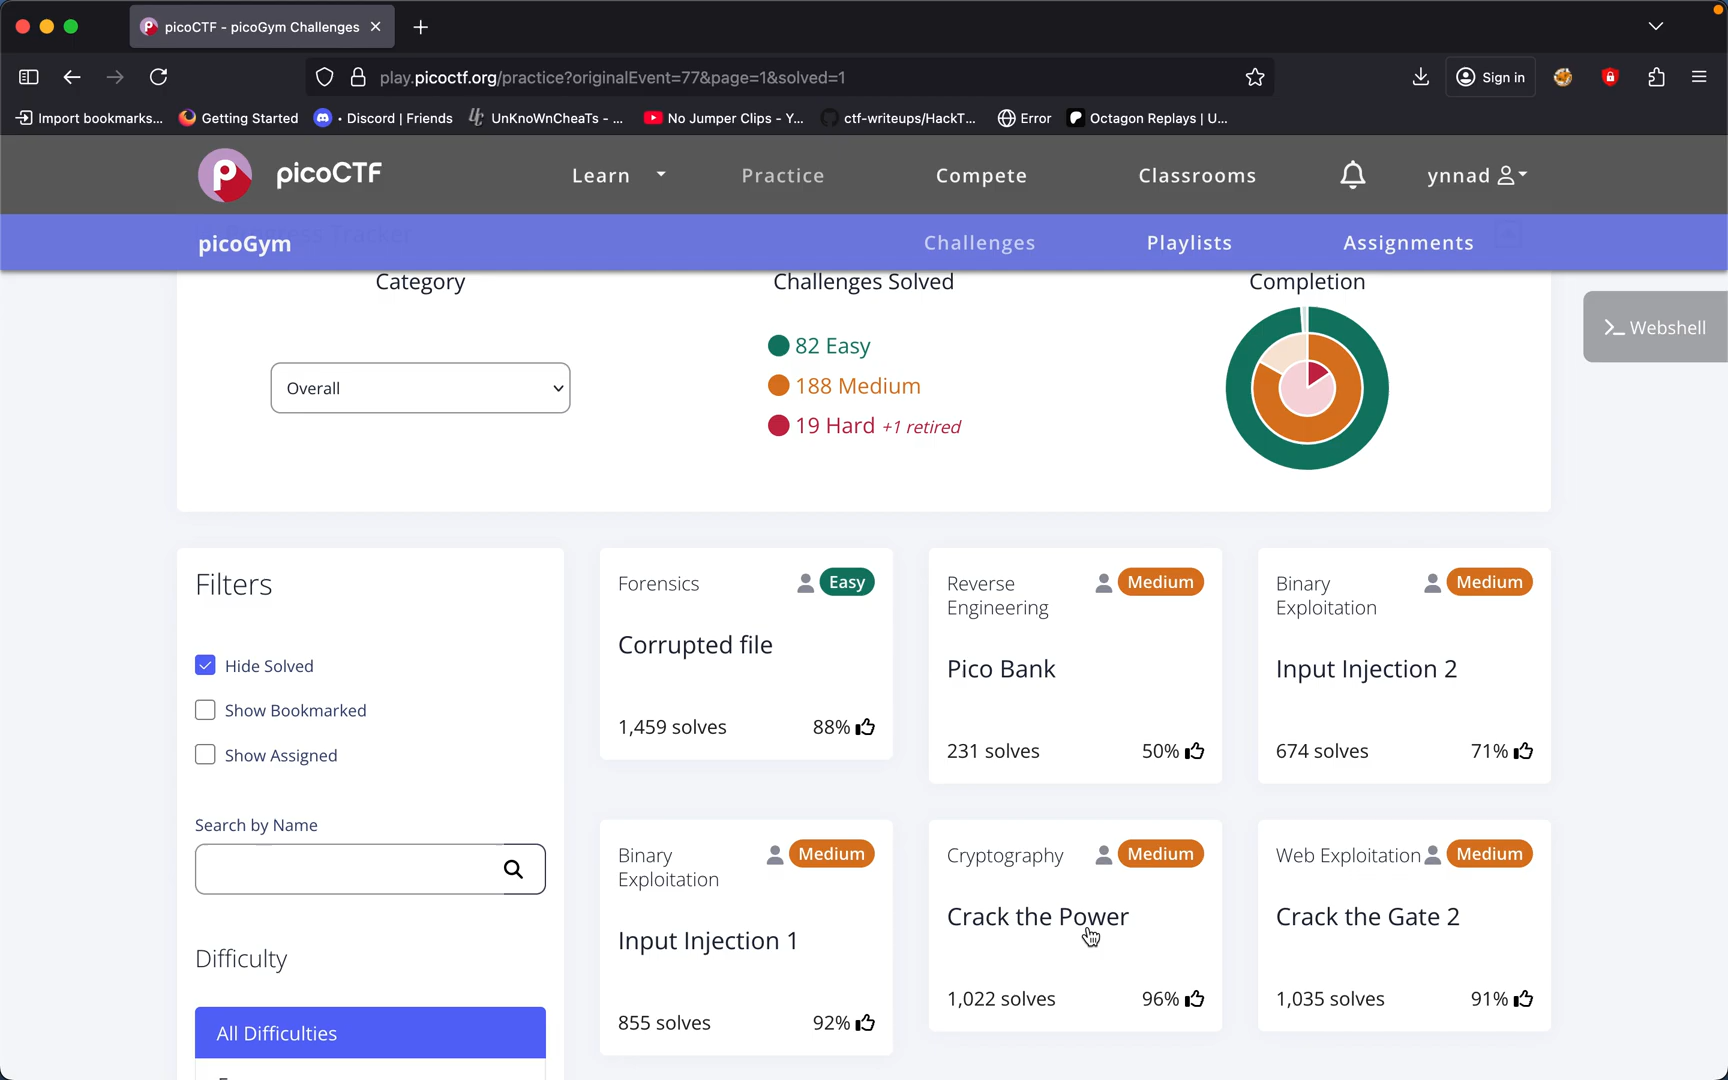 picoCTF - picoGym Challenges
play.picoctf.org/practice?originalEvent=77&page=1&solved=1
Sign in
Import bookmarks...
Getting Started
• Discord | Friends
UnKnoWnCheaTs - ...
No Jumper Clips - Y...
ctf-writeups/HackT...
Error
Octagon Replays | U...
picoCTF
Learn
Practice
Compete
Classrooms
ynnad
picoGym
Challenges
Playlists
Assignments
Category
Challenges Solved
Completion
Overall
82 Easy
188 Medium
19 Hard +1 retired
>_ Webshell
Filters
Hide Solved
Show Bookmarked
Show Assigned
Search by Name
Difficulty
All Difficulties
Forensics
Easy
Corrupted file
1,459 solves
88%
Reverse
Engineering
Medium
Pico Bank
231 solves
50%
Binary
Exploitation
Medium
Input Injection 2
674 solves
71%
Binary
Exploitation
Medium
Input Injection 1
855 solves
92%
Cryptography
Medium
Crack the Power
1,022 solves
96%
Web Exploitation
Medium
Crack the Gate 2
1,035 solves
91%